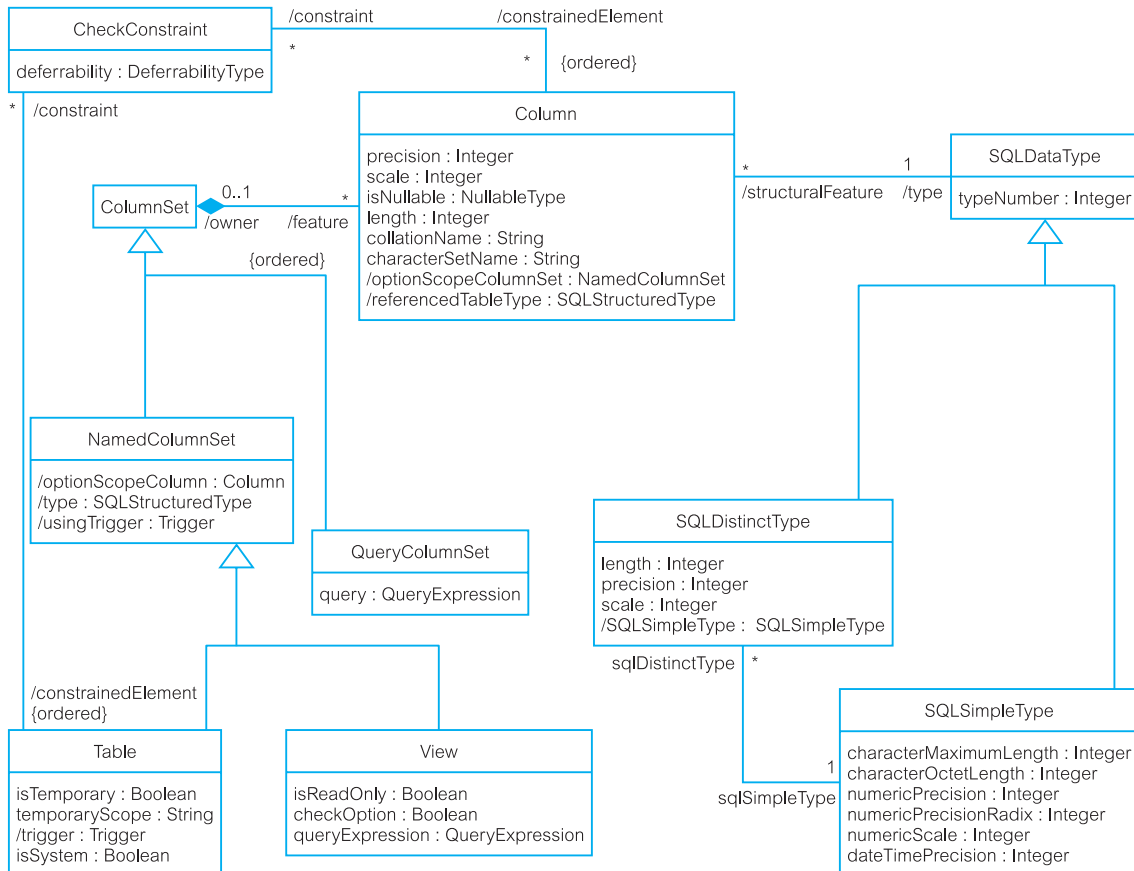 /constraint
/constrainedElement
CheckConstraint
*
deferrability : DeferrabilityType
* {ordered}
* /constraint
Column
precision : Integer
scale : Integer
isNullable : NullableType
length : Integer
collationName : String
characterSetName : String
/optionScopeColumnSet : NamedColumnSet
/referencedTableType : SQLStructuredType
* 1
/structuralFeature /type
SQLDataType
typeNumber : Integer
ColumnSet
0..1 *
/owner /feature
{ordered}
NamedColumnSet
/optionScopeColumn : Column
/type : SQLStructuredType
/usingTrigger : Trigger
QueryColumnSet
query : QueryExpression
SQLDistinctType
length : Integer
precision : Integer
scale : Integer
/SQLSimpleType : SQLSimpleType
sqlDistinctType *
/constrainedElement
{ordered}
Table
isTemporary : Boolean
temporaryScope : String
/trigger : Trigger
isSystem : Boolean
View
isReadOnly : Boolean
checkOption : Boolean
queryExpression : QueryExpression
1
sqlSimpleType
SQLSimpleType
characterMaximumLength : Integer
characterOctetLength : Integer
numericPrecision : Integer
numericPrecisionRadix : Integer
numericScale : Integer
dateTimePrecision : Integer